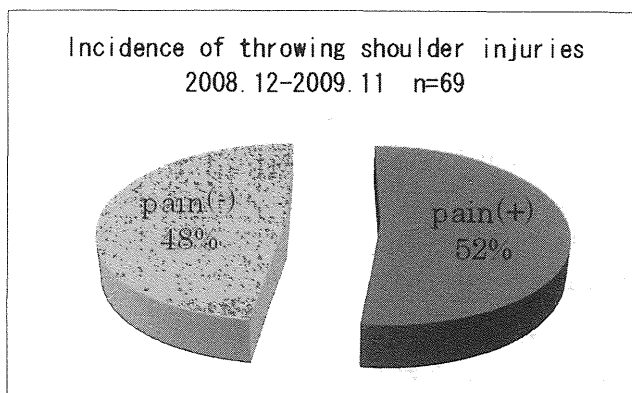 Incidence of throwing shoulder injuries
2008.12-2009.11 n=69
pain(-)
48%
pain(+)
52%